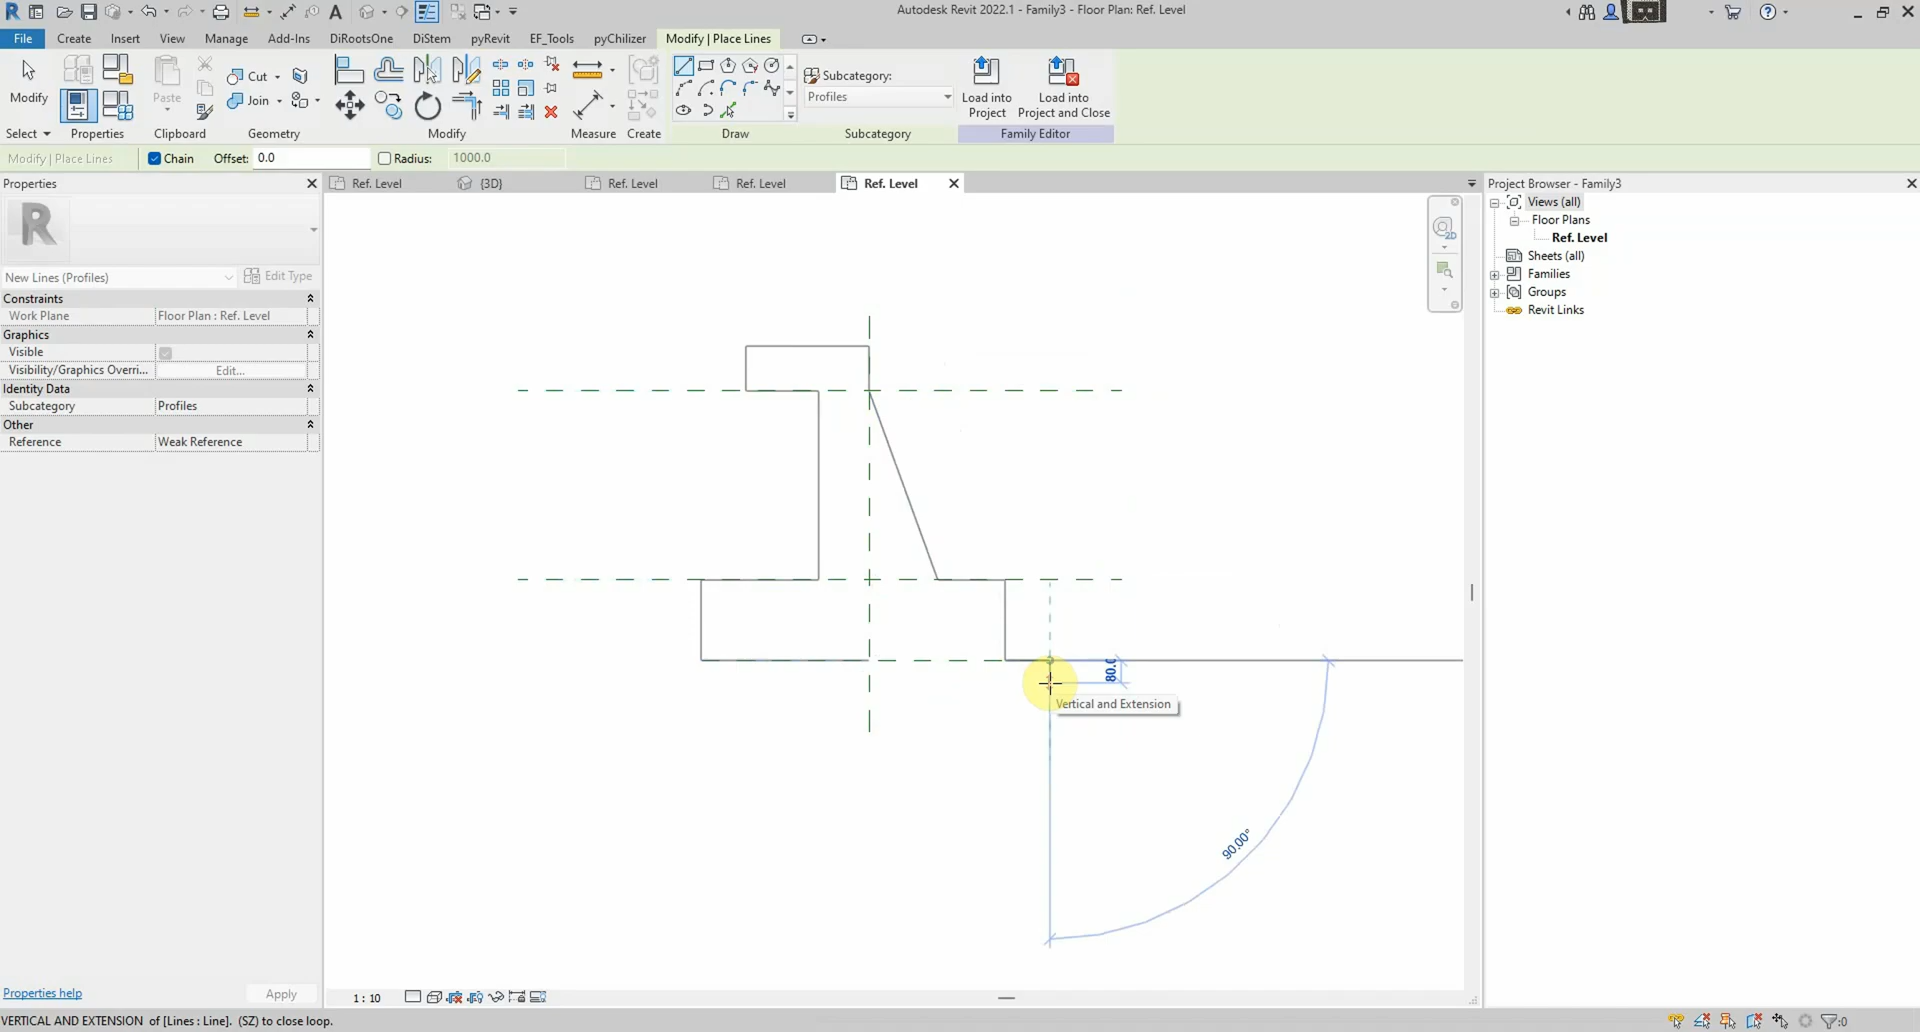 Autodesk Revit 2022.1 - Family3 - Floor Plan: Ref. Level
File Create Insert View Manage Add-Ins DiRootsOne DiStem pyRevit EF_Tools pyChilizer Modify | Place Lines
Modify
Paste
Cut
Join
Subcategory:
Profiles
Load into
Project
Load into
Project and Close
Select Properties Clipboard Geometry Modify Measure Create Draw Subcategory Family Editor
Modify | Place Lines Chain Offset: 0.0 Radius: 1000.0
Properties
Ref. Level {3D} Ref. Level Ref. Level Ref. Level
Project Browser - Family3
Views (all)
Floor Plans
Ref. Level
Sheets (all)
Families
Groups
Revit Links
R
New Lines (Profiles) Edit Type
Constraints
Work Plane Floor Plan : Ref. Level
Graphics
Visible
Visibility/Graphics Overri... Edit...
Identity Data
Subcategory Profiles
Other
Reference Weak Reference
2D
80.0
Vertical and Extension
90.00°
Properties help Apply
1 : 10
VERTICAL AND EXTENSION of [Lines : Line]. (SZ) to close loop.
:0